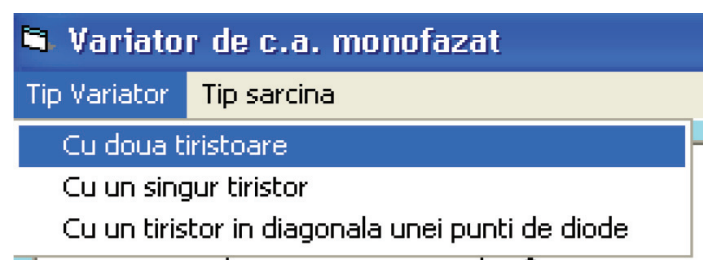 Variator de c.a. monofazat
Tip Variator Tip sarcina
Cu doua tiristoare
Cu un singur tiristor
Cu un tiristor in diagonala unei punti de diode